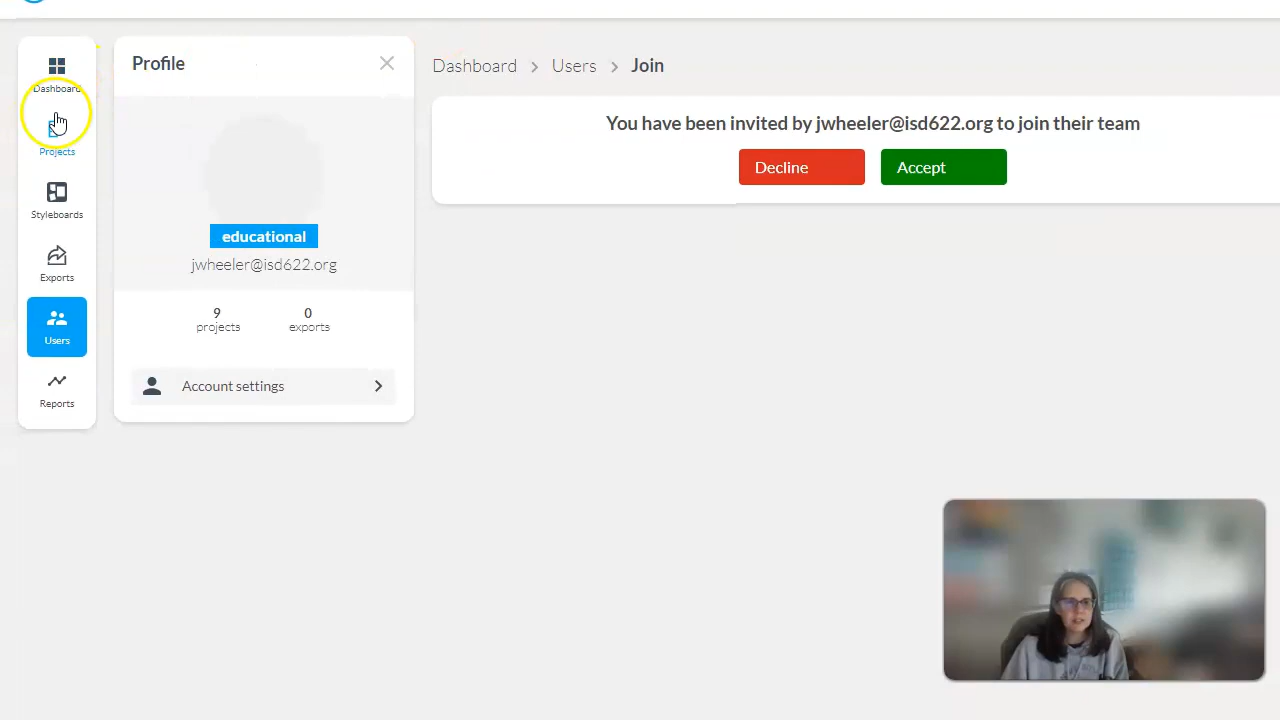 Dashboard
Projects
Styleboards
Exports
Users
Reports
Profile
educational
jwheeler@isd622.org
9
projects
0
exports
Account settings
Dashboard > Users > Join
You have been invited by jwheeler@isd622.org to join their team
Decline
Accept